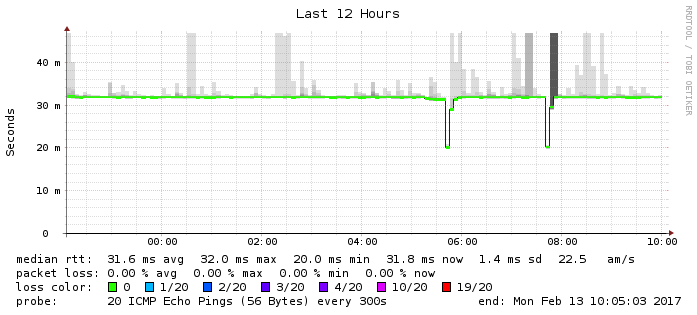 Last 12 Hours
RRDTOOL / TOBI OETIKER
Seconds
40 m
30 m
20 m
10 m
0
00:00 02:00 04:00 06:00 08:00 10:00
median rtt: 31.6 ms avg 32.0 ms max 20.0 ms min 31.8 ms now 1.4 ms sd 22.5 am/s
packet loss: 0.00 % avg 0.00 % max 0.00 % min 0.00 % now
loss color: 0 1/20 2/20 3/20 4/20 10/20 19/20
probe: 20 ICMP Echo Pings (56 Bytes) every 300s end: Mon Feb 13 10:05:03 2017